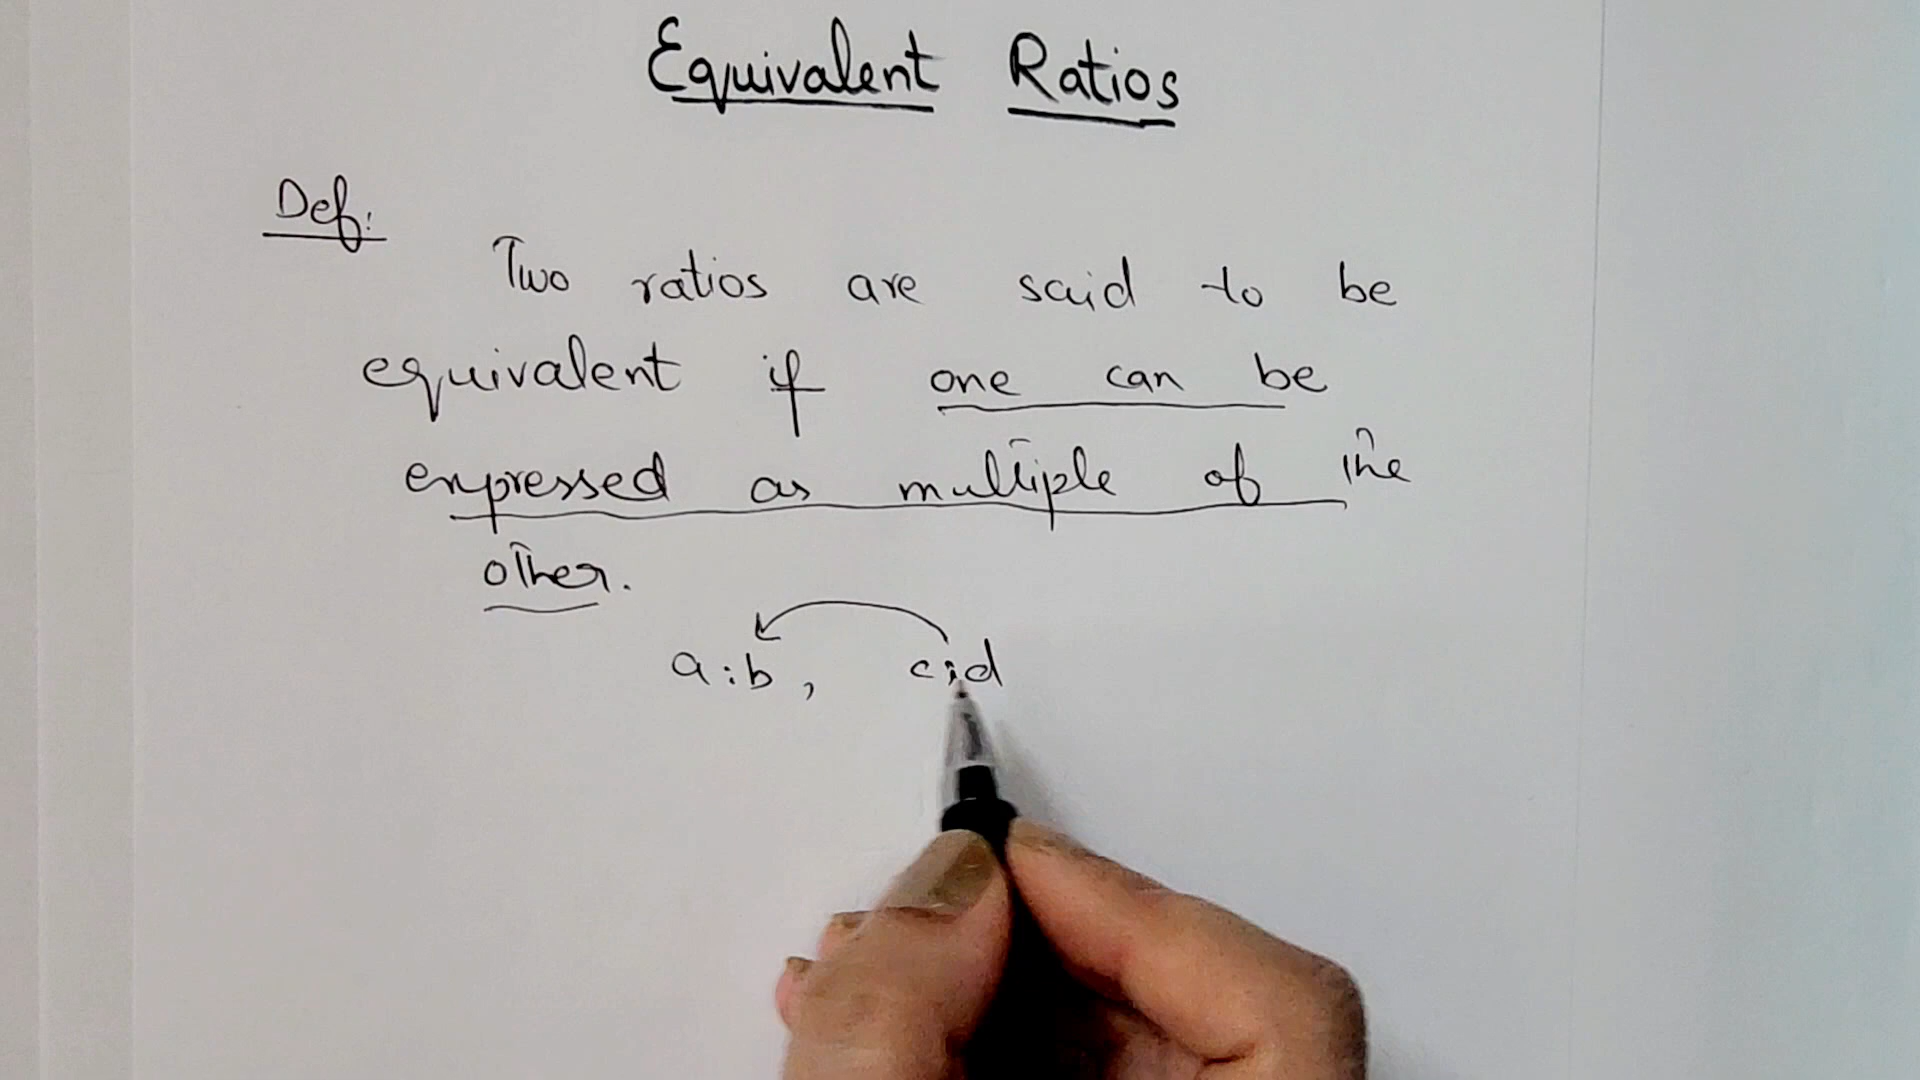 Equivalent Ratios
Def:
Two ratios are said to be
equivalent if one can be
expressed as multiple of the
other.
a:b, c:d